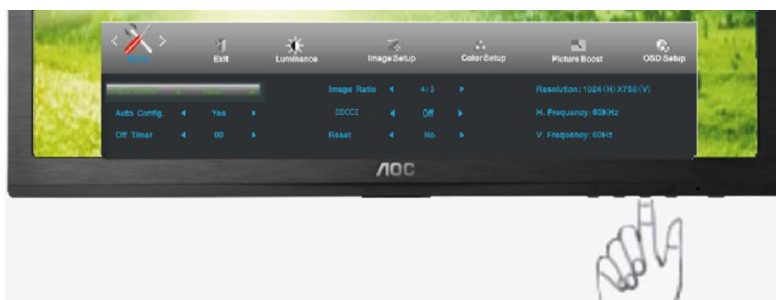 Exit
Luminance
Image Setup
Color Setup
Picture Boost
OSD Setup
Image Ratio 4:3
Resolution: 1024 (H) X768 (V)
Auto Config. Yes
DDCCI Off
H. Frequency: 60KHz
Off Timer 00
Reset No
V. Frequency: 60Hz
AOC